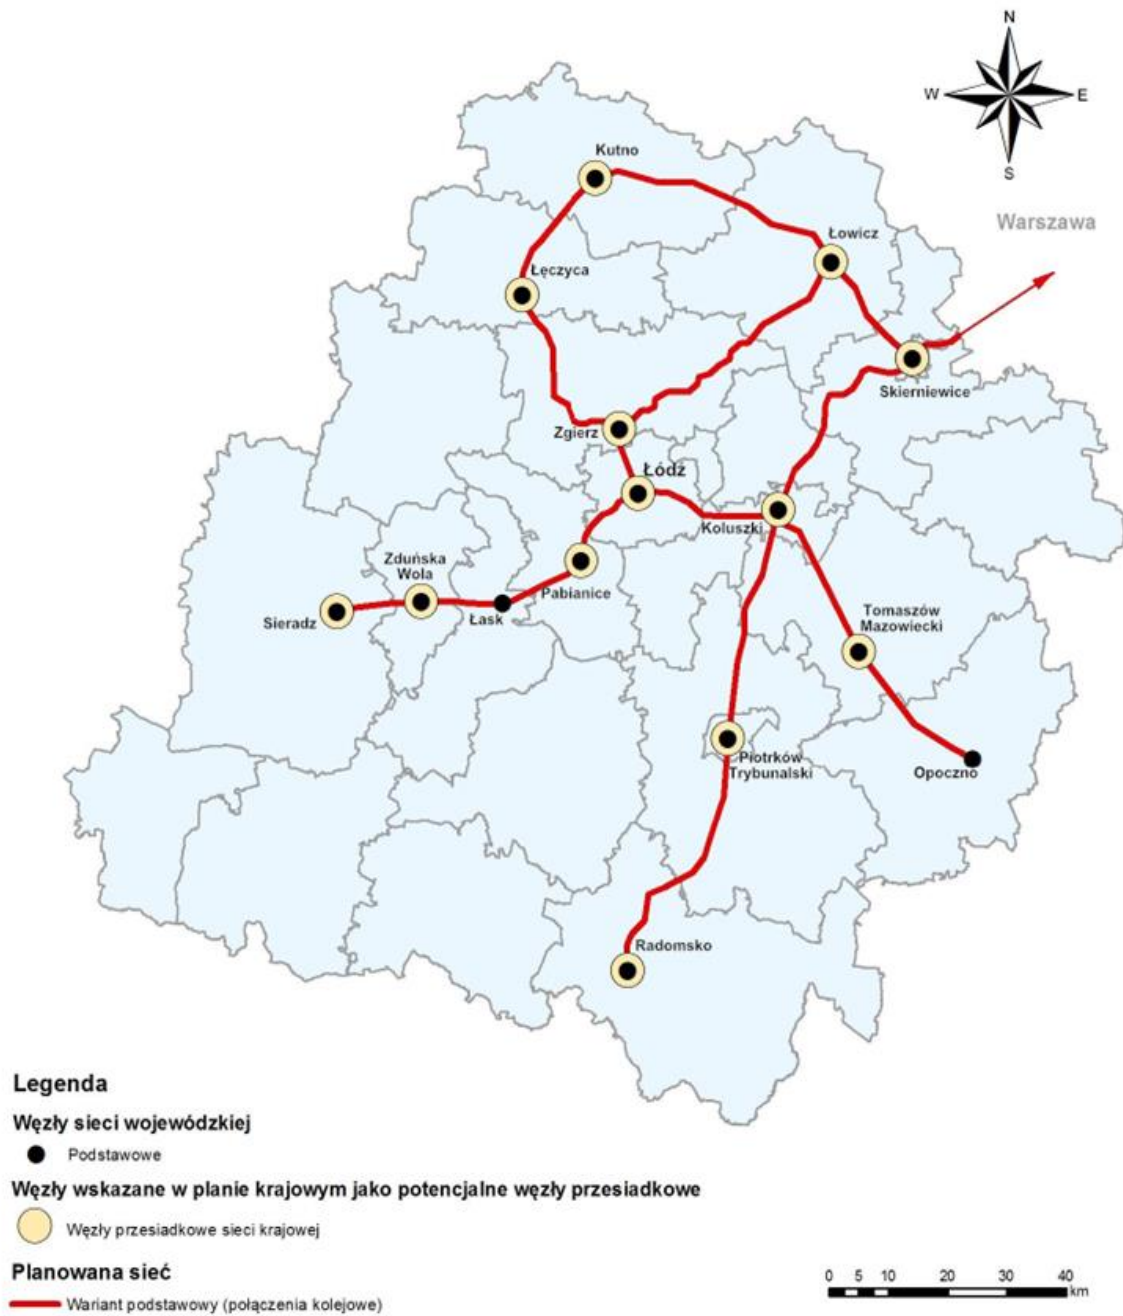 N
W
E
S
Warszawa
Kutno
Łowicz
Łęczyca
Skierniewice
Zgierz
Łódź
Koluszki
Zduńska
Wola
Pabianice
Sieradz
Łask
Tomaszów
Mazowiecki
Piotrków
Trybunalski
Opoczno
Radomsko
Legenda
Węzły sieci wojewódzkiej
Podstawowe
Węzły wskazane w planie krajowym jako potencjalne węzły przesiadkowe
Węzły przesiadkowe sieci krajowej
Planowana sieć
Wariant podstawowy (połączenia kolejowe)
0 5 10 20 30 40
km